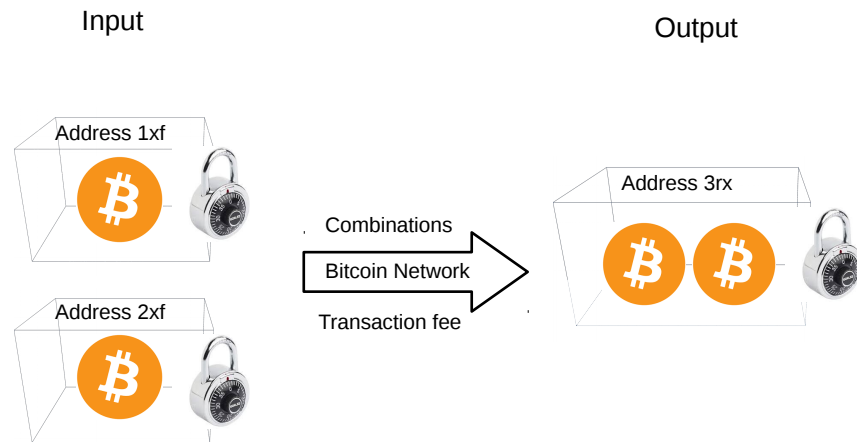 Input
Output
Address 1xf
Address 2xf
Combinations
Bitcoin Network
Transaction fee
Address 3rx